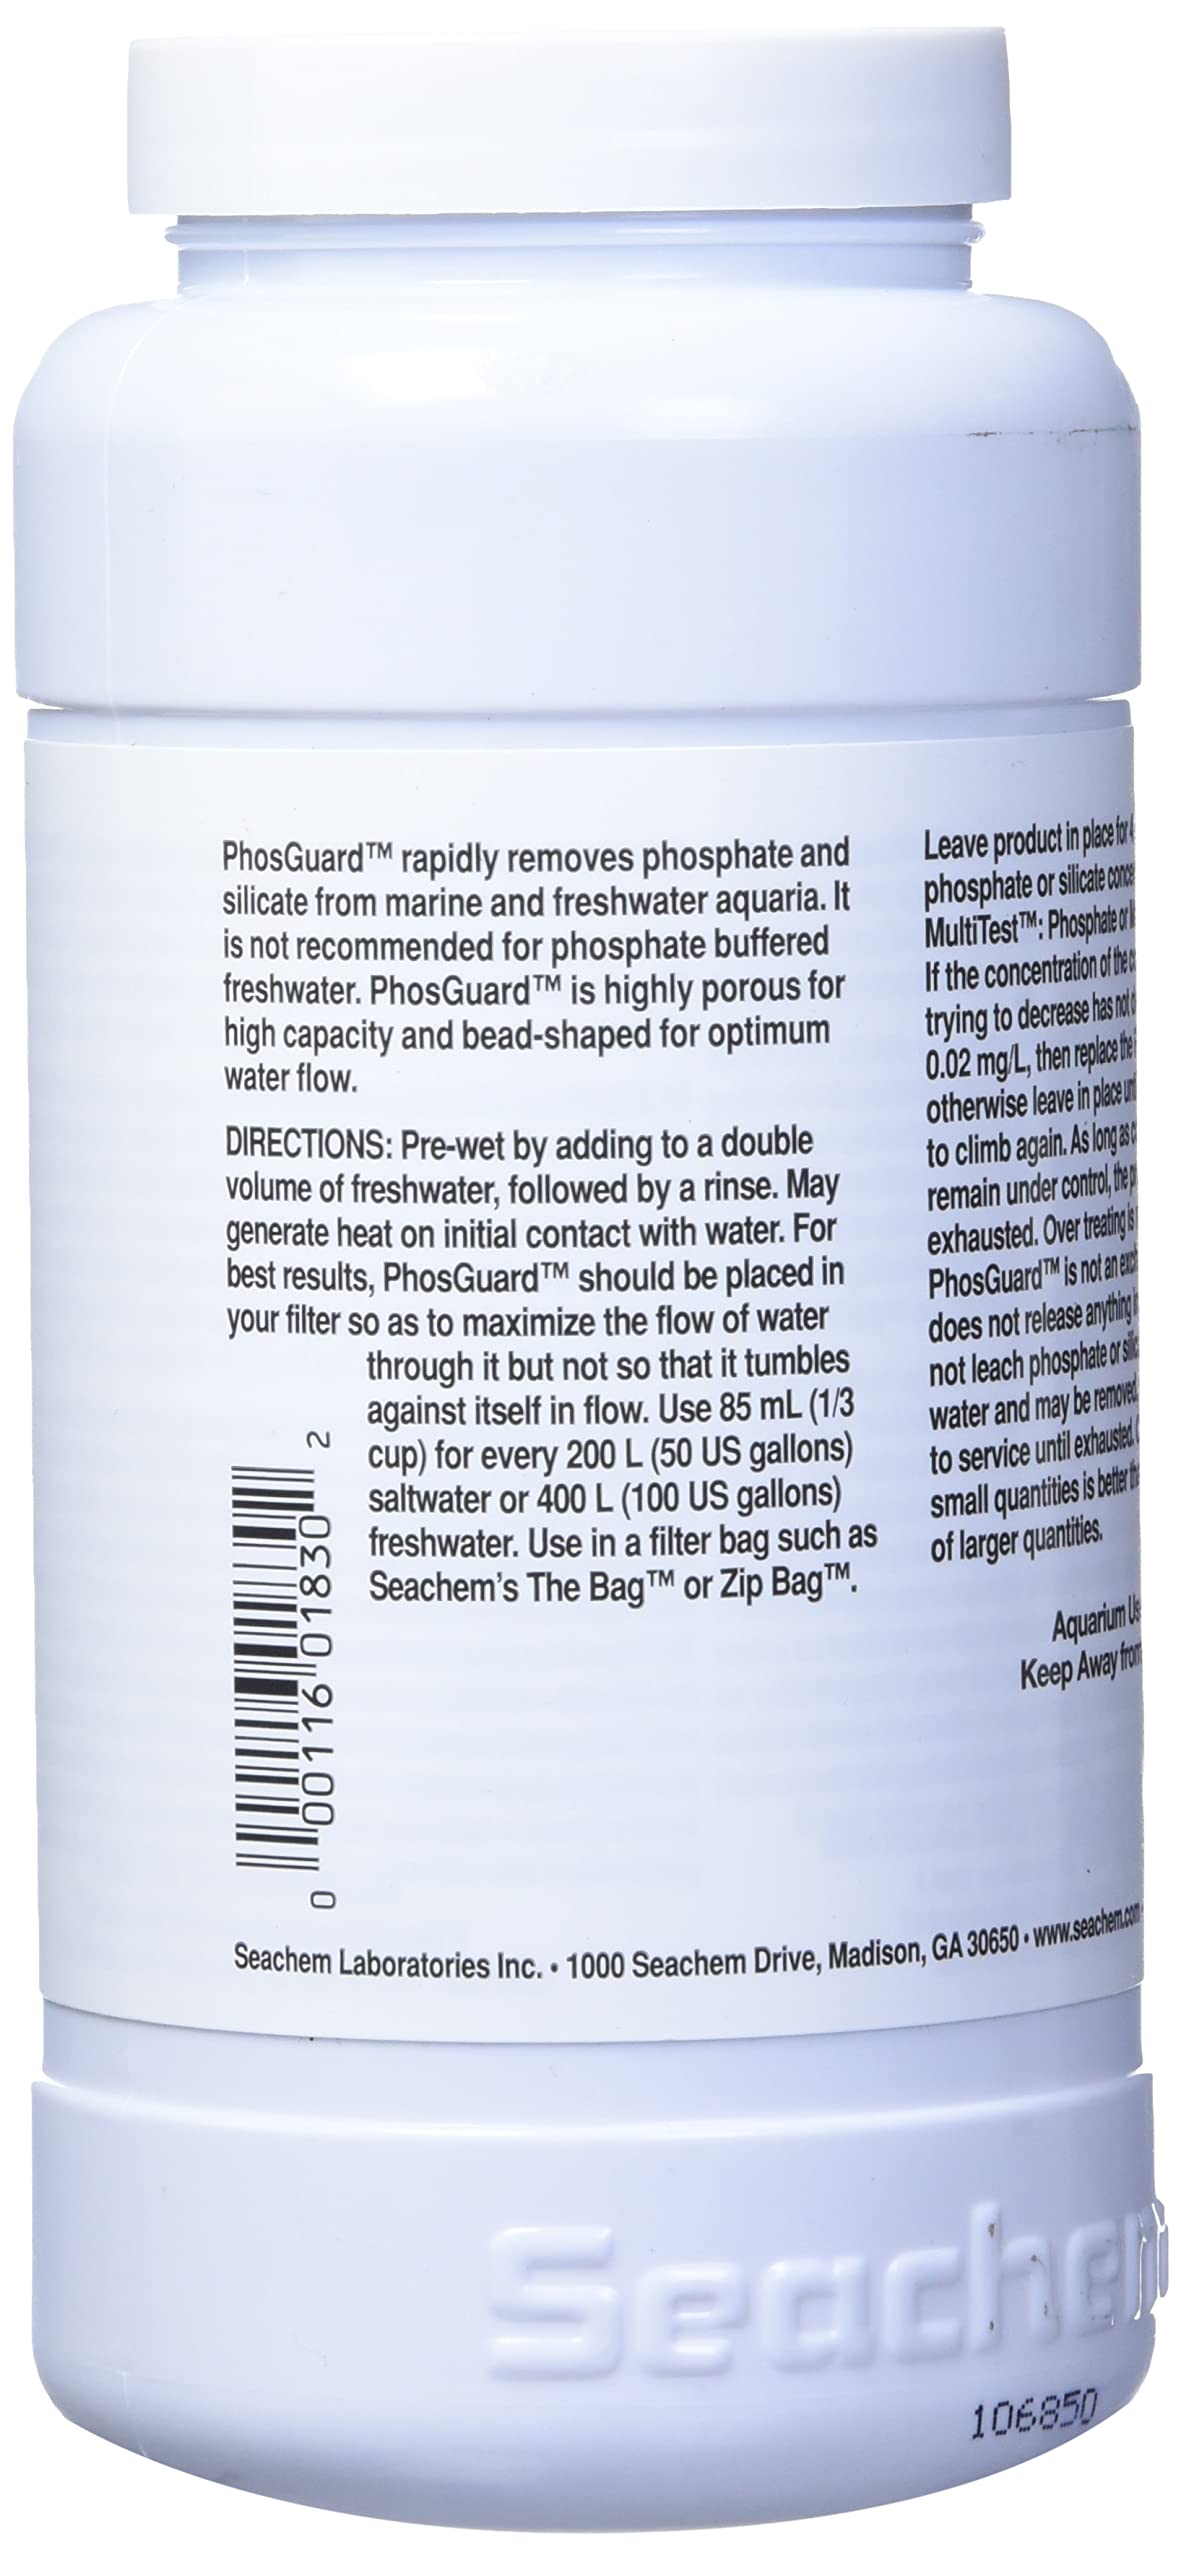 PhosGuard™ rapidly removes phosphate and
silicate from marine and freshwater aquaria. It
is not recommended for phosphate buffered
freshwater. PhosGuard™ is highly porous for
high capacity and bead-shaped for optimum
water flow.
DIRECTIONS: Pre-wet by adding to a double
volume of freshwater, followed by a rinse. May
generate heat on initial contact with water. For
best results, PhosGuard™ should be placed in
your filter so as to maximize the flow of water
through it but not so that it tumbles
against itself in flow. Use 85 mL (1/3
cup) for every 200 L (50 US gallons)
saltwater or 400 L (100 US gallons)
freshwater. Use in a filter bag such as
Seachem's The Bag™ or Zip Bag™.
0 00116 01830 2
Leave product in place for
phosphate or silicate
MultiTest™: Phosphate or
If the concentration of the
trying to decrease has not
0.02 mg/L, then replace the
otherwise leave in place
to climb again. As long as
remain under control, the
exhausted. Over treating is
PhosGuard™ is not an
does not release anything
not leach phosphate or
water and may be removed,
to service until exhausted.
small quantities is better
of larger quantities.
Aquarium
Keep Away from
Seachem Laboratories Inc. • 1000 Seachem Drive, Madison, GA 30650 • www.seachem.com
Seachem
106850